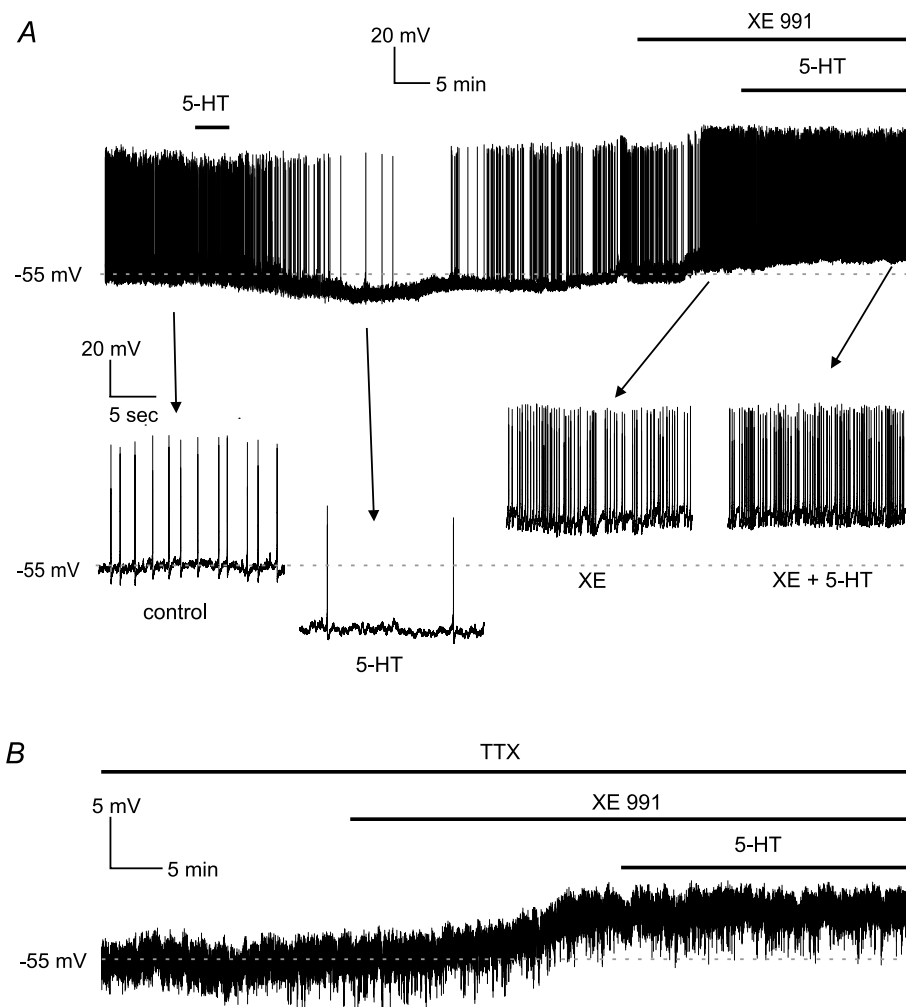 A
XE 991
20 mV
5 min
5-HT
5-HT
-55 mV
20 mV
5 sec
-55 mV
control
5-HT
XE
XE + 5-HT
B
TTX
5 mV
XE 991
5 min
5-HT
-55 mV